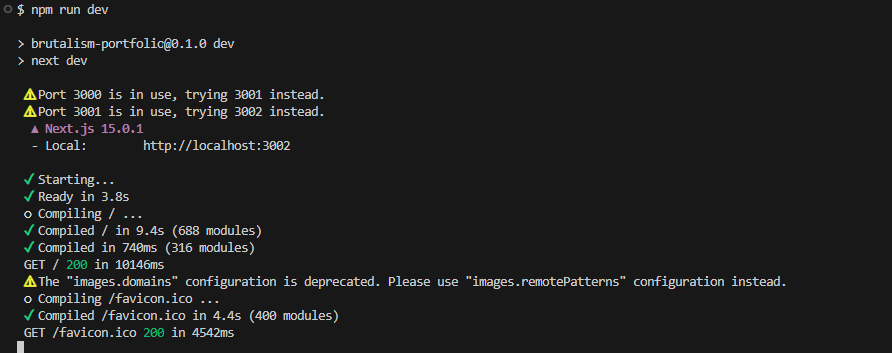 $ npm run dev
> brutalism-portfolio@0.1.0 dev
> next dev
⚠ Port 3000 is in use, trying 3001 instead.
⚠ Port 3001 is in use, trying 3002 instead.
▲ Next.js 15.0.1
- Local: http://localhost:3002
✓ Starting...
✓ Ready in 3.8s
○ Compiling / ...
✓ Compiled / in 9.4s (688 modules)
✓ Compiled in 740ms (316 modules)
GET / 200 in 10146ms
⚠ The "images.domains" configuration is deprecated. Please use "images.remotePatterns" configuration instead.
○ Compiling /favicon.ico ...
✓ Compiled /favicon.ico in 4.4s (400 modules)
GET /favicon.ico 200 in 4542ms